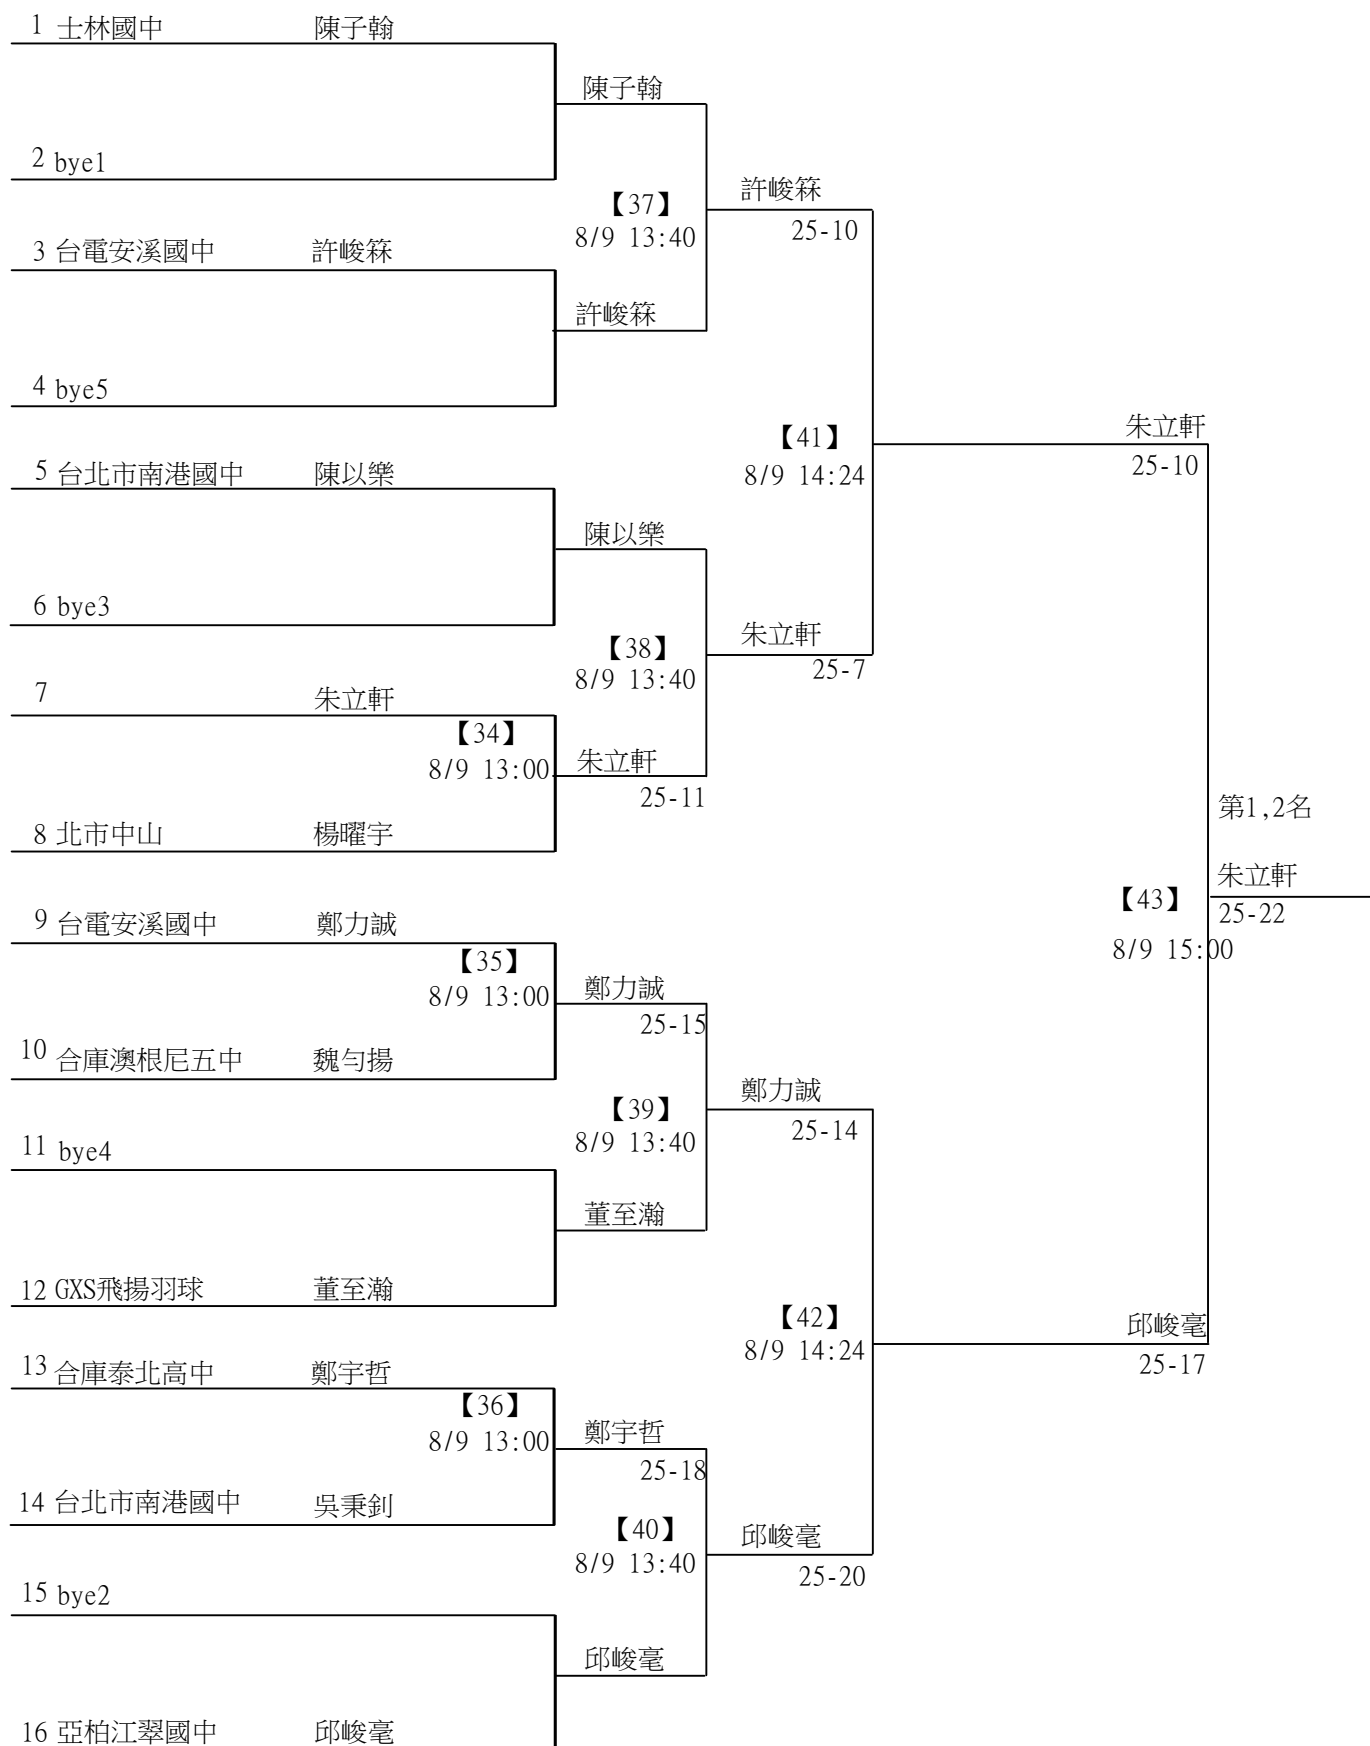 1 士林國中 陳子翰
陳子翰
2 bye1
【37】
8/9 13:40
許峻箖
25-10
3 台電安溪國中 許峻箖
許峻箖
4 bye5
【41】
8/9 14:24
朱立軒
25-10
5 台北市南港國中 陳以樂
陳以樂
6 bye3
【38】
8/9 13:40
朱立軒
25-7
7 朱立軒
【34】
8/9 13:00
朱立軒
25-11
8 北市中山 楊曜宇
第1,2名
朱立軒
25-22
【43】
8/9 15:00
9 台電安溪國中 鄭力誠
【35】
8/9 13:00
鄭力誠
25-15
10 合庫澳根尼五中 魏勻揚
【39】
8/9 13:40
鄭力誠
25-14
11 bye4
董至瀚
12 GXS飛揚羽球 董至瀚
【42】
8/9 14:24
邱峻毫
25-17
13 合庫泰北高中 鄭宇哲
【36】
8/9 13:00
鄭宇哲
25-18
14 台北市南港國中 吳秉釗
【40】
8/9 13:40
邱峻毫
25-20
15 bye2
邱峻毫
16 亞柏江翠國中 邱峻毫